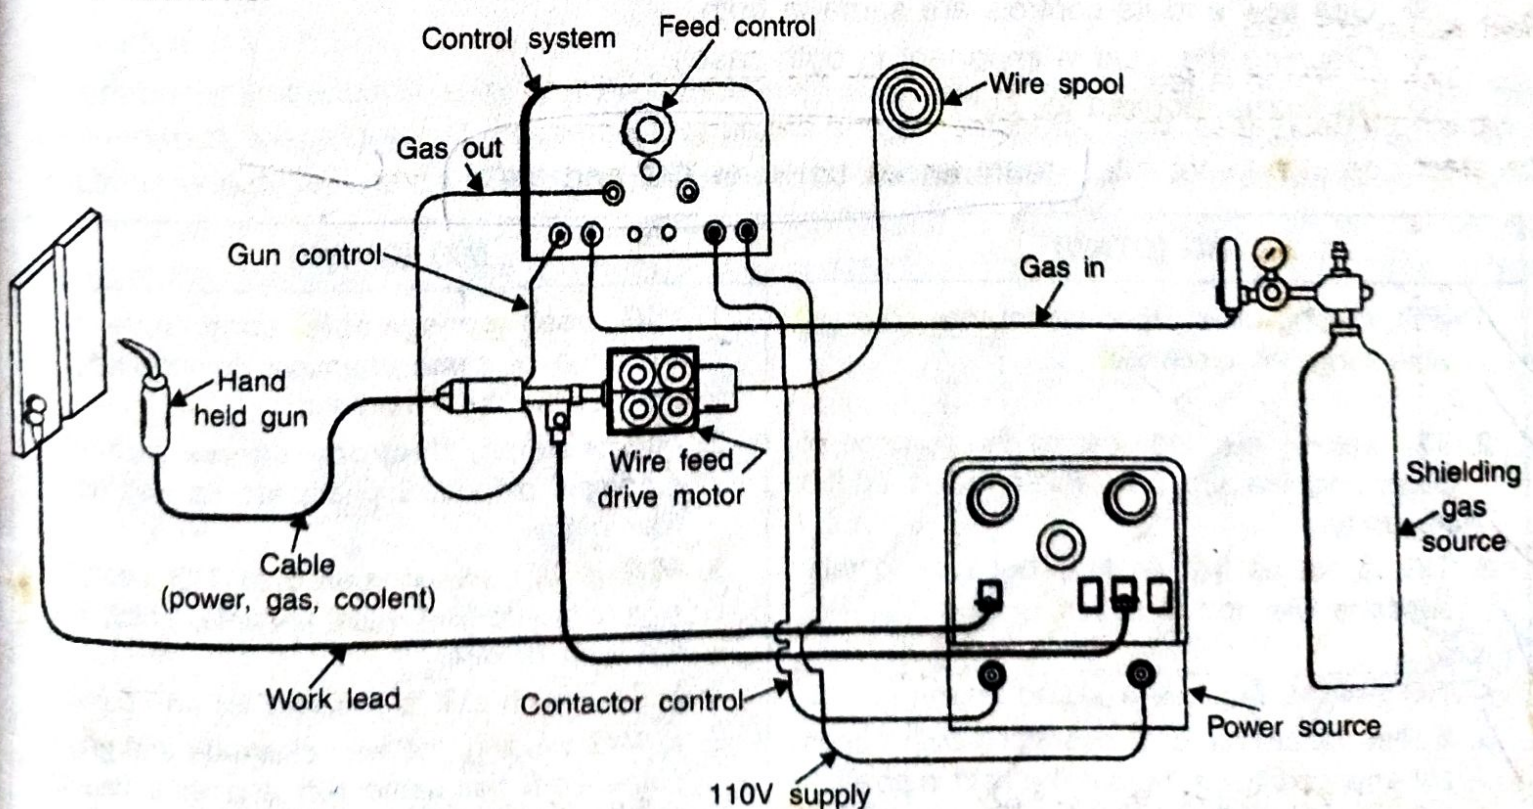 Feed control
Control system
Wire spool
Gas out
Gun control
Gas in
Hand
held gun
Wire feed
drive motor
Shielding
gas
source
Cable
(power, gas, coolent)
Work lead
Contactor control
Power source
110V supply